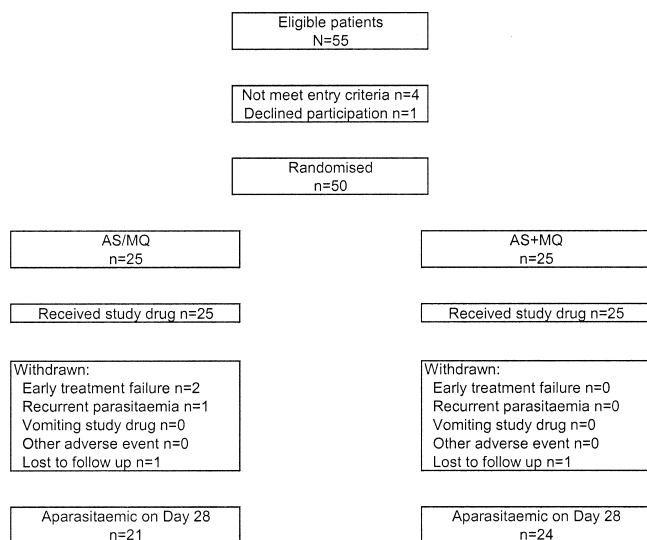 Eligible patients
N=55
Not meet entry criteria n=4
Declined participation n=1
Randomised
n=50
AS/MQ
n=25
AS+MQ
n=25
Received study drug n=25
Received study drug n=25
Withdrawn:
Early treatment failure n=2
Recurrent parasitaemia n=1
Vomiting study drug n=0
Other adverse event n=0
Lost to follow up n=1
Withdrawn:
Early treatment failure n=0
Recurrent parasitaemia n=0
Vomiting study drug n=0
Other adverse event n=0
Lost to follow up n=1
Aparasitaemic on Day 28
n=21
Aparasitaemic on Day 28
n=24